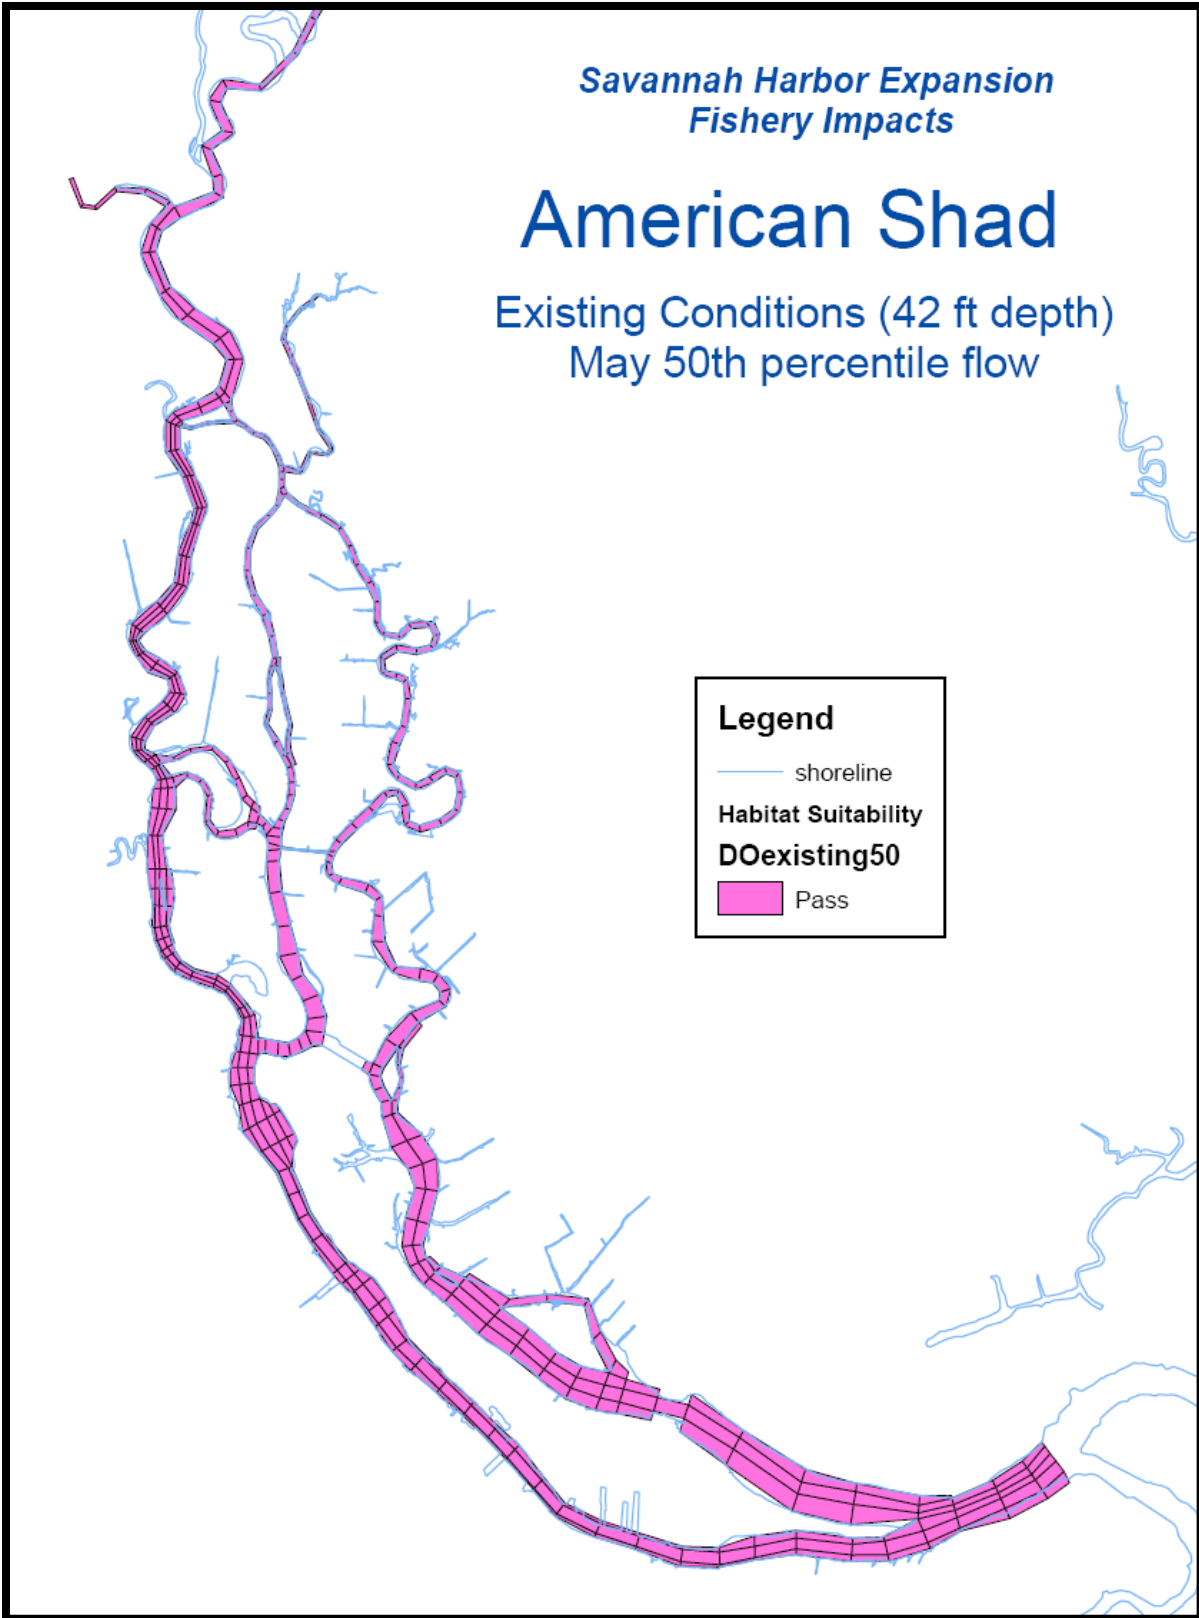 Savannah Harbor Expansion
Fishery Impacts
American Shad
Existing Conditions (42 ft depth)
May 50th percentile flow
Legend
shoreline
Habitat Suitability
DOexisting50
Pass